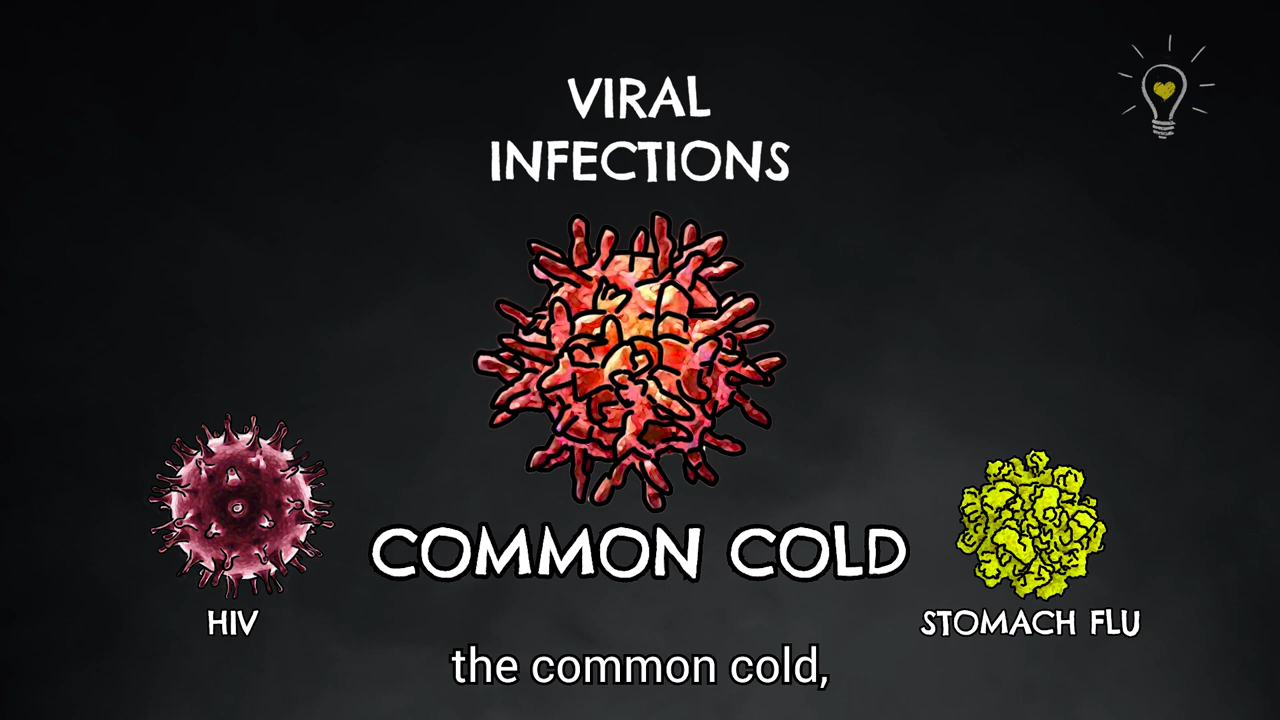 VIRAL
INFECTIONS
COMMON COLD
HIV
STOMACH FLU
the common cold,